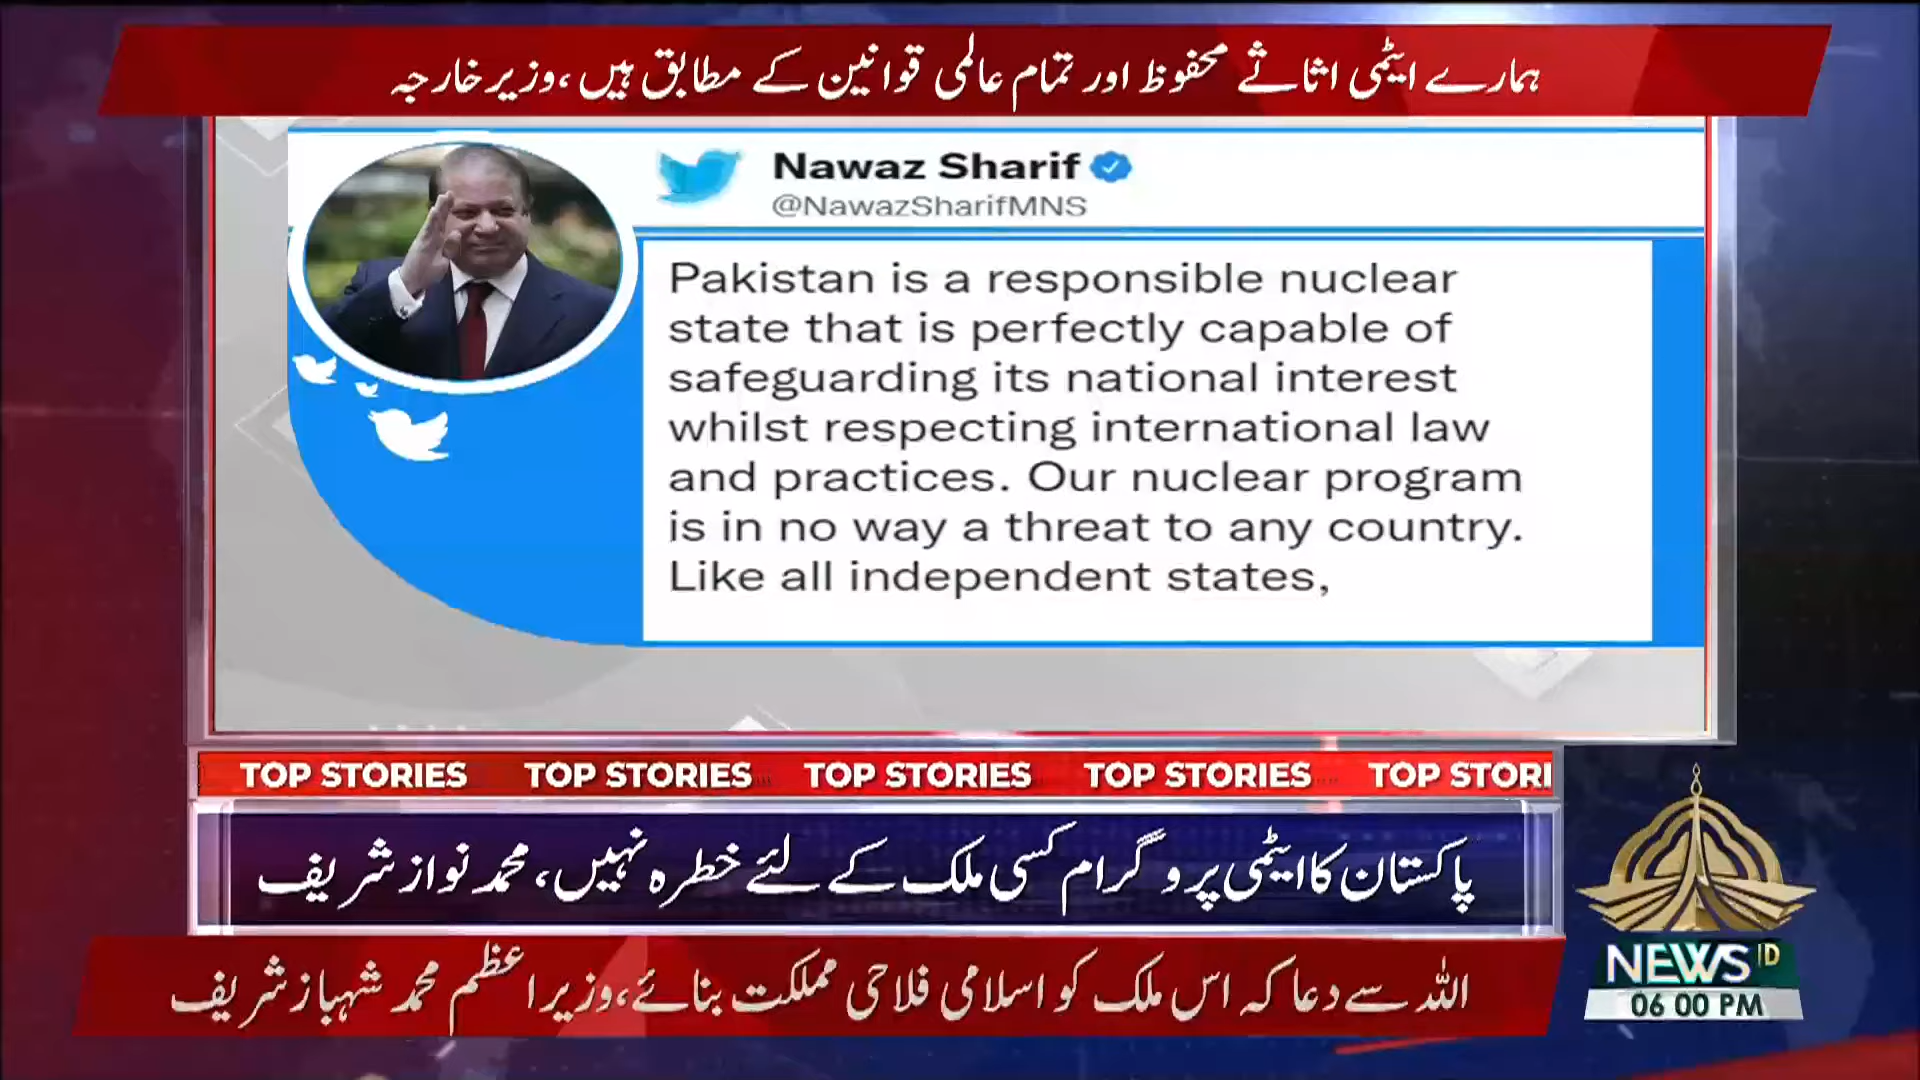 ہمارے ایٹمی اثاثے محفوظ اور تمام عالمی قوانین کے مطابق ہیں، وزیر خارجہ
Nawaz Sharif
@NawazSharifMNS
Pakistan is a responsible nuclear
state that is perfectly capable of
safeguarding its national interest
whilst respecting international law
and practices. Our nuclear program
is in no way a threat to any country.
Like all independent states,
TOP STORIES TOP STORIES TOP STORIES TOP STORIES TOP STORI
پاکستان کا ایٹمی پروگرام کسی ملک کے لئے خطرہ نہیں، محمد نواز شریف
اللہ سے دعا کہ اس ملک کو اسلامی فلاحی مملکت بنائے، وزیراعظم محمد شہباز شریف
NEWS D
06 00 PM